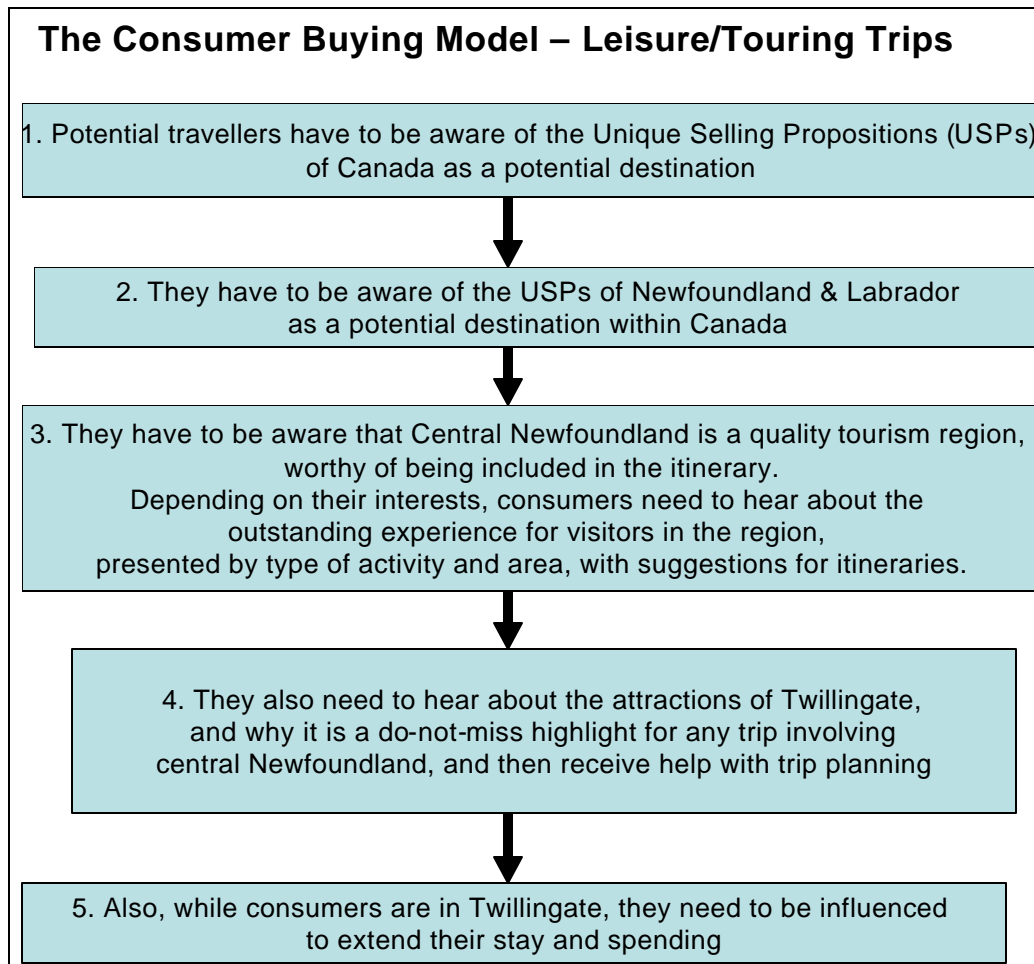 The Consumer Buying Model – Leisure/Touring Trips
1. Potential travellers have to be aware of the Unique Selling Propositions (USPs)
of Canada as a potential destination
2. They have to be aware of the USPs of Newfoundland & Labrador
as a potential destination within Canada
3. They have to be aware that Central Newfoundland is a quality tourism region,
worthy of being included in the itinerary.
Depending on their interests, consumers need to hear about the
outstanding experience for visitors in the region,
presented by type of activity and area, with suggestions for itineraries.
4. They also need to hear about the attractions of Twillingate,
and why it is a do-not-miss highlight for any trip involving
central Newfoundland, and then receive help with trip planning
5. Also, while consumers are in Twillingate, they need to be influenced
to extend their stay and spending